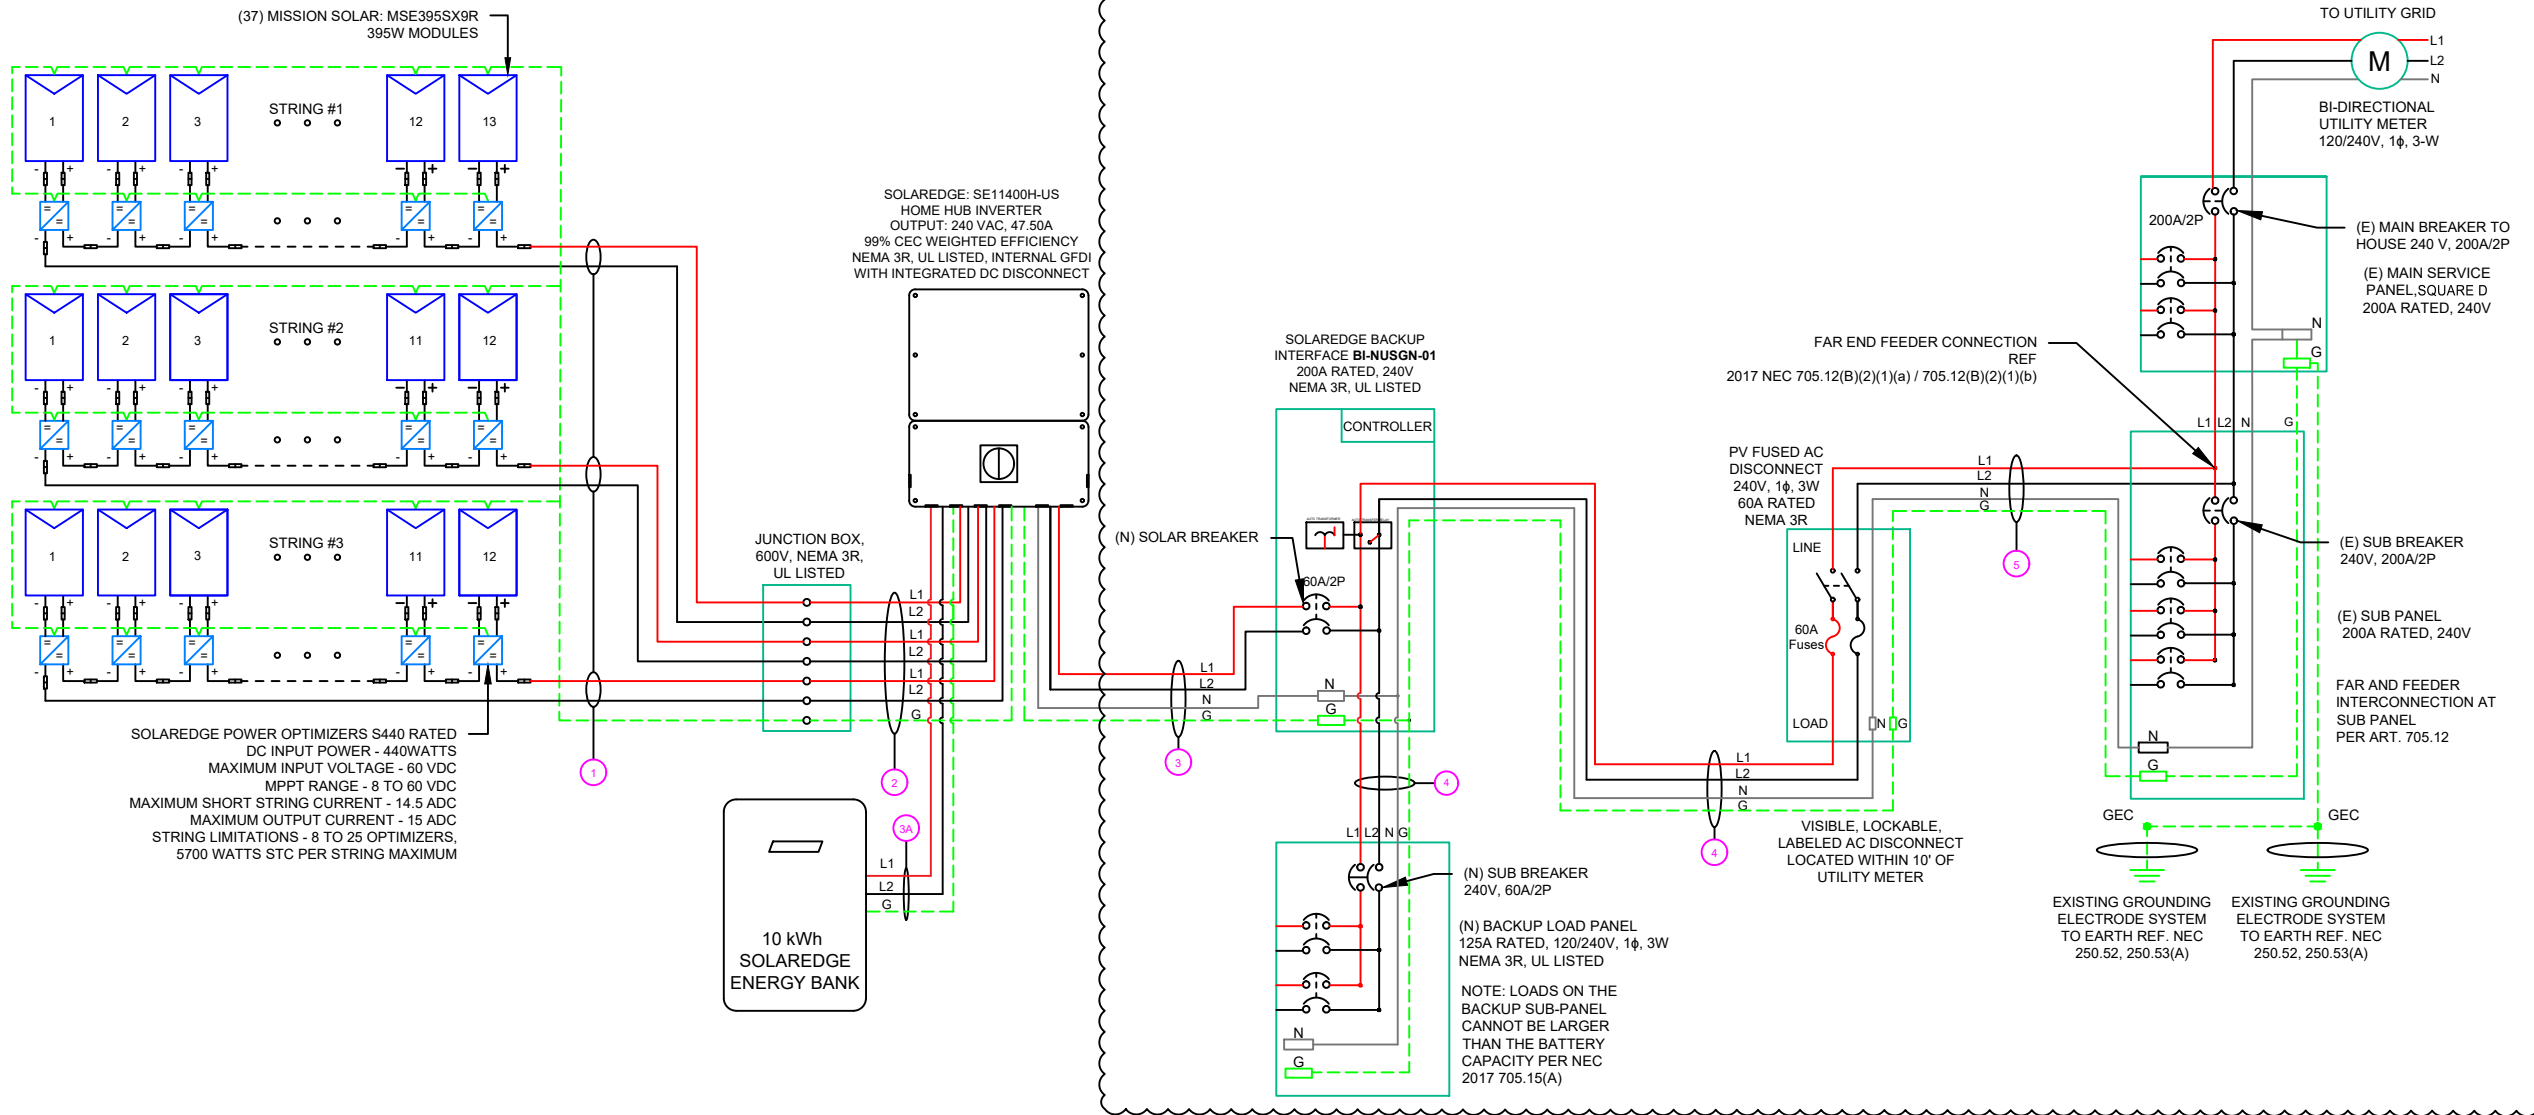 (37) MISSION SOLAR: MSE395SX9R
395W MODULES
1
2
3
STRING #1
12
13
- + - + - + - + - +
- + - + - + - + - +
1
2
3
STRING #2
11
12
- + - + - + - + - +
- + - + - + - + - +
1
2
3
STRING #3
11
12
- + - + - + - + - +
- + - + - + - + - +
SOLAREDGE POWER OPTIMIZERS S440 RATED
DC INPUT POWER - 440WATTS
MAXIMUM INPUT VOLTAGE - 60 VDC
MPPT RANGE - 8 TO 60 VDC
MAXIMUM SHORT STRING CURRENT - 14.5 ADC
MAXIMUM OUTPUT CURRENT - 15 ADC
STRING LIMITATIONS - 8 TO 25 OPTIMIZERS,
5700 WATTS STC PER STRING MAXIMUM
1
JUNCTION BOX,
600V, NEMA 3R,
UL LISTED
L1
L2
L1
L2
L1
L2
G
2
SOLAREDGE: SE11400H-US
HOME HUB INVERTER
OUTPUT: 240 VAC, 47.50A
99% CEC WEIGHTED EFFICIENCY
NEMA 3R, UL LISTED, INTERNAL GFDI
WITH INTEGRATED DC DISCONNECT
3A
L1
L2
G
10 kWh
SOLAREDGE
ENERGY BANK
L1
L2
N
G
3
SOLAREDGE BACKUP
INTERFACE BI-NUSGN-01
200A RATED, 240V
NEMA 3R, UL LISTED
CONTROLLER
(N) SOLAR BREAKER
60A/2P
N
G
4
L1 L2 N G
(N) SUB BREAKER
240V, 60A/2P
(N) BACKUP LOAD PANEL
125A RATED, 120/240V, 1ϕ, 3W
NEMA 3R, UL LISTED
NOTE: LOADS ON THE
BACKUP SUB-PANEL
CANNOT BE LARGER
THAN THE BATTERY
CAPACITY PER NEC
2017 705.15(A)
N
G
L1
L2
N
G
4
PV FUSED AC
DISCONNECT
240V, 1ϕ, 3W
60A RATED
NEMA 3R
LINE
60A
Fuses
LOAD
N G
VISIBLE, LOCKABLE,
LABELED AC DISCONNECT
LOCATED WITHIN 10' OF
UTILITY METER
L1
L2
N
G
5
FAR END FEEDER CONNECTION
REF
2017 NEC 705.12(B)(2)(1)(a) / 705.12(B)(2)(1)(b)
TO UTILITY GRID
M
L1
L2
N
BI-DIRECTIONAL
UTILITY METER
120/240V, 1ϕ, 3-W
200A/2P
(E) MAIN BREAKER TO
HOUSE 240 V, 200A/2P
(E) MAIN SERVICE
PANEL,SQUARE D
200A RATED, 240V
N
G
L1 L2 N G
(E) SUB BREAKER
240V, 200A/2P
(E) SUB PANEL
200A RATED, 240V
FAR AND FEEDER
INTERCONNECTION AT
SUB PANEL
PER ART. 705.12
N
G
GEC
GEC
EXISTING GROUNDING
ELECTRODE SYSTEM
TO EARTH REF. NEC
250.52, 250.53(A)
EXISTING GROUNDING
ELECTRODE SYSTEM
TO EARTH REF. NEC
250.52, 250.53(A)